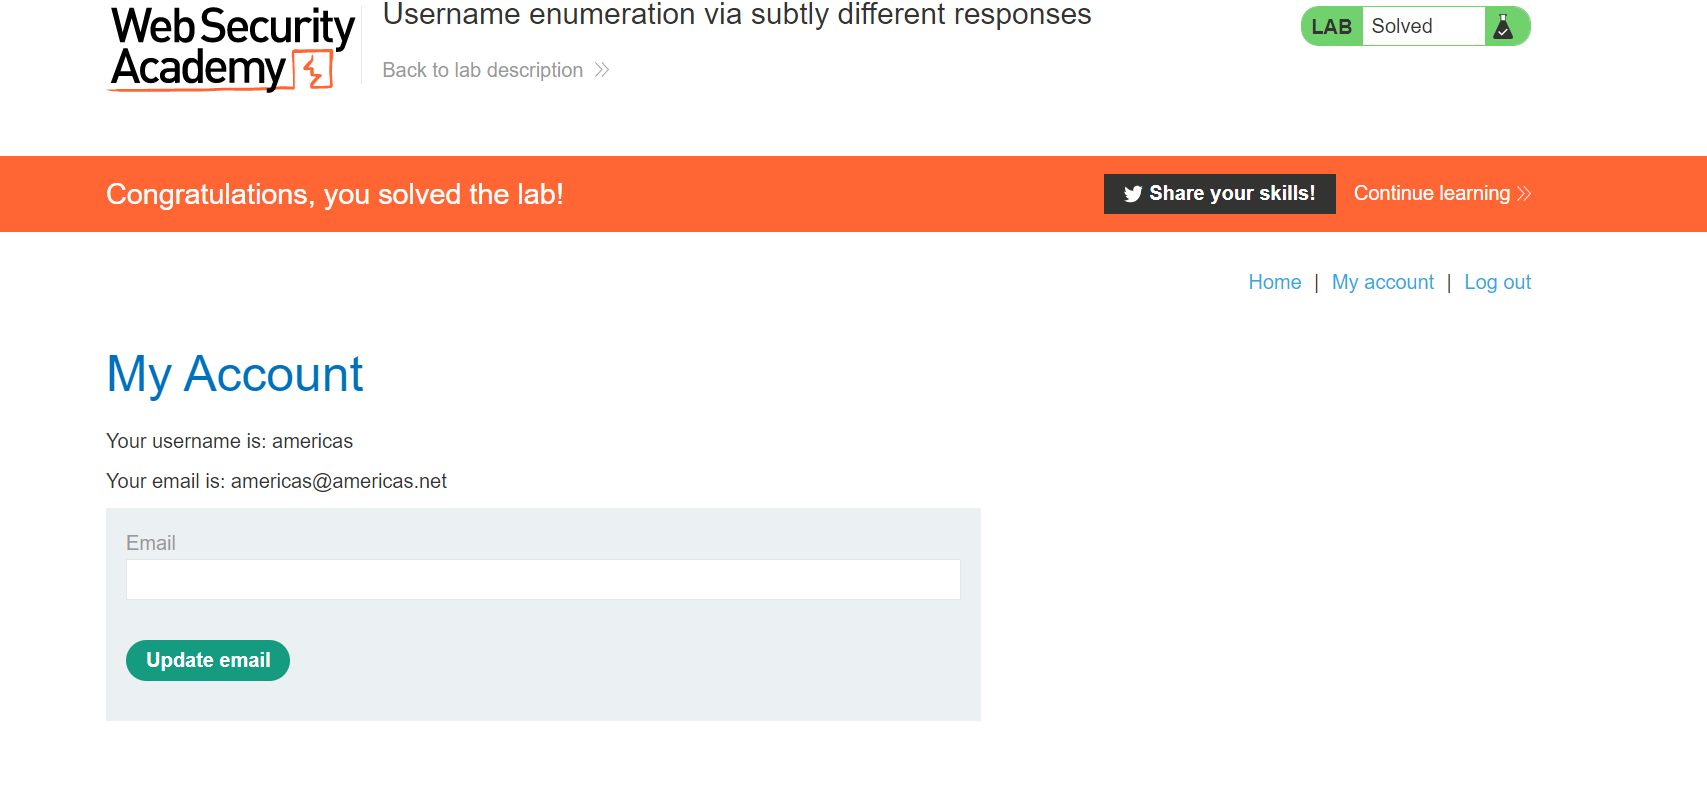 Web Security
Academy
Username enumeration via subtly different responses
Back to lab description
LAB Solved
Congratulations, you solved the lab!
Share your skills!
Continue learning
Home | My account | Log out
My Account
Your username is: americas
Your email is: americas@americas.net
Email
Update email